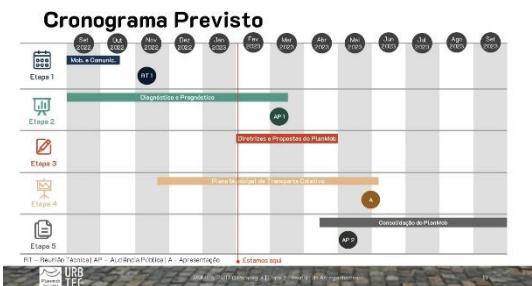 Cronograma Previsto
Set 2022 Out 2022 Nov 2022 Dez 2022 Jan 2023 Fev 2023 Mar 2023 Abr 2023 Mai 2023 Jun 2023 Jul 2023 Ago 2023 Set 2023
Mob. e Comunic.
Etapa 1
RT 1
Diagnóstico e Prognóstico
Etapa 2
AP 1
Diretrizes e Propostas do PlanMob
Etapa 3
Plano Municipal de Transporte Coletivo
Etapa 4
A
Consolidação do PlanMob
Etapa 5
AP 2
RT – Reunião Técnica | AP – Audiência Pública | A – Apresentação
Estamos aqui
URB
TEC